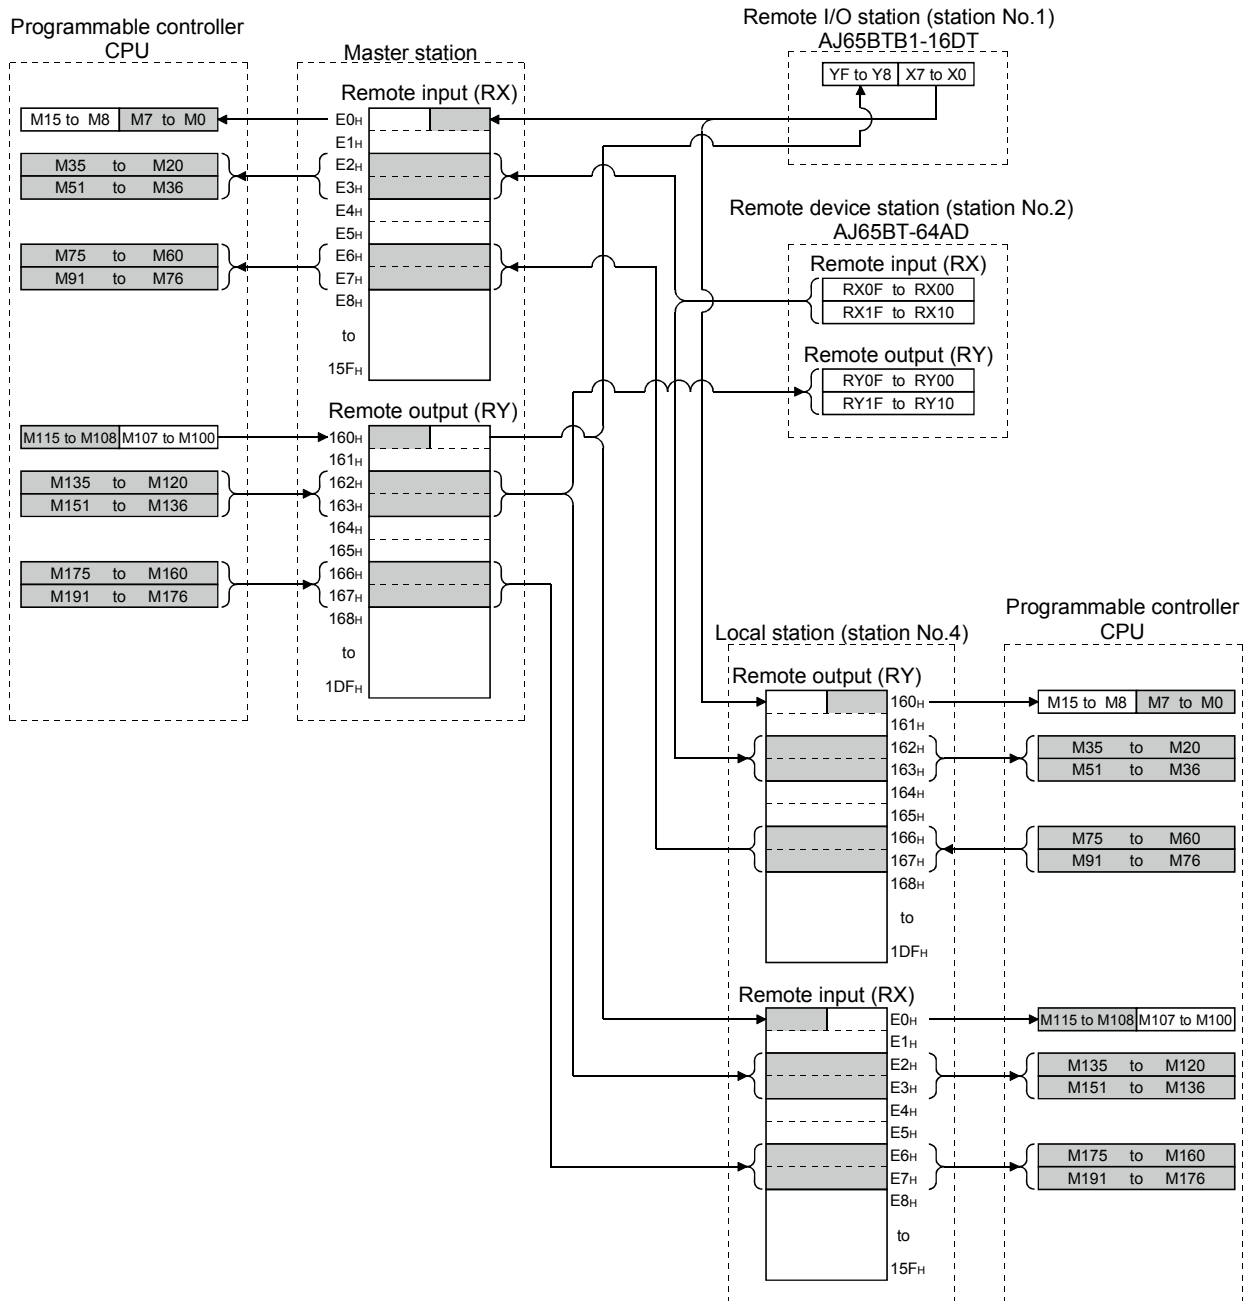 Programmable controller
CPU
M15 to M8 M7 to M0
M35 to M20
M51 to M36
M75 to M60
M91 to M76
M115 to M108 M107 to M100
M135 to M120
M151 to M136
M175 to M160
M191 to M176
Master station
Remote input (RX)
E0H
E1H
E2H
E3H
E4H
E5H
E6H
E7H
E8H
to
15FH
Remote output (RY)
160H
161H
162H
163H
164H
165H
166H
167H
168H
to
1DFH
Remote I/O station (station No.1)
AJ65BTB1-16DT
YF to Y8 X7 to X0
Remote device station (station No.2)
AJ65BT-64AD
Remote input (RX)
RX0F to RX00
RX1F to RX10
Remote output (RY)
RY0F to RY00
RY1F to RY10
Local station (station No.4)
Remote output (RY)
160H
161H
162H
163H
164H
165H
166H
167H
168H
to
1DFH
Remote input (RX)
E0H
E1H
E2H
E3H
E4H
E5H
E6H
E7H
E8H
to
15FH
Programmable controller
CPU
M15 to M8 M7 to M0
M35 to M20
M51 to M36
M75 to M60
M91 to M76
M115 to M108 M107 to M100
M135 to M120
M151 to M136
M175 to M160
M191 to M176